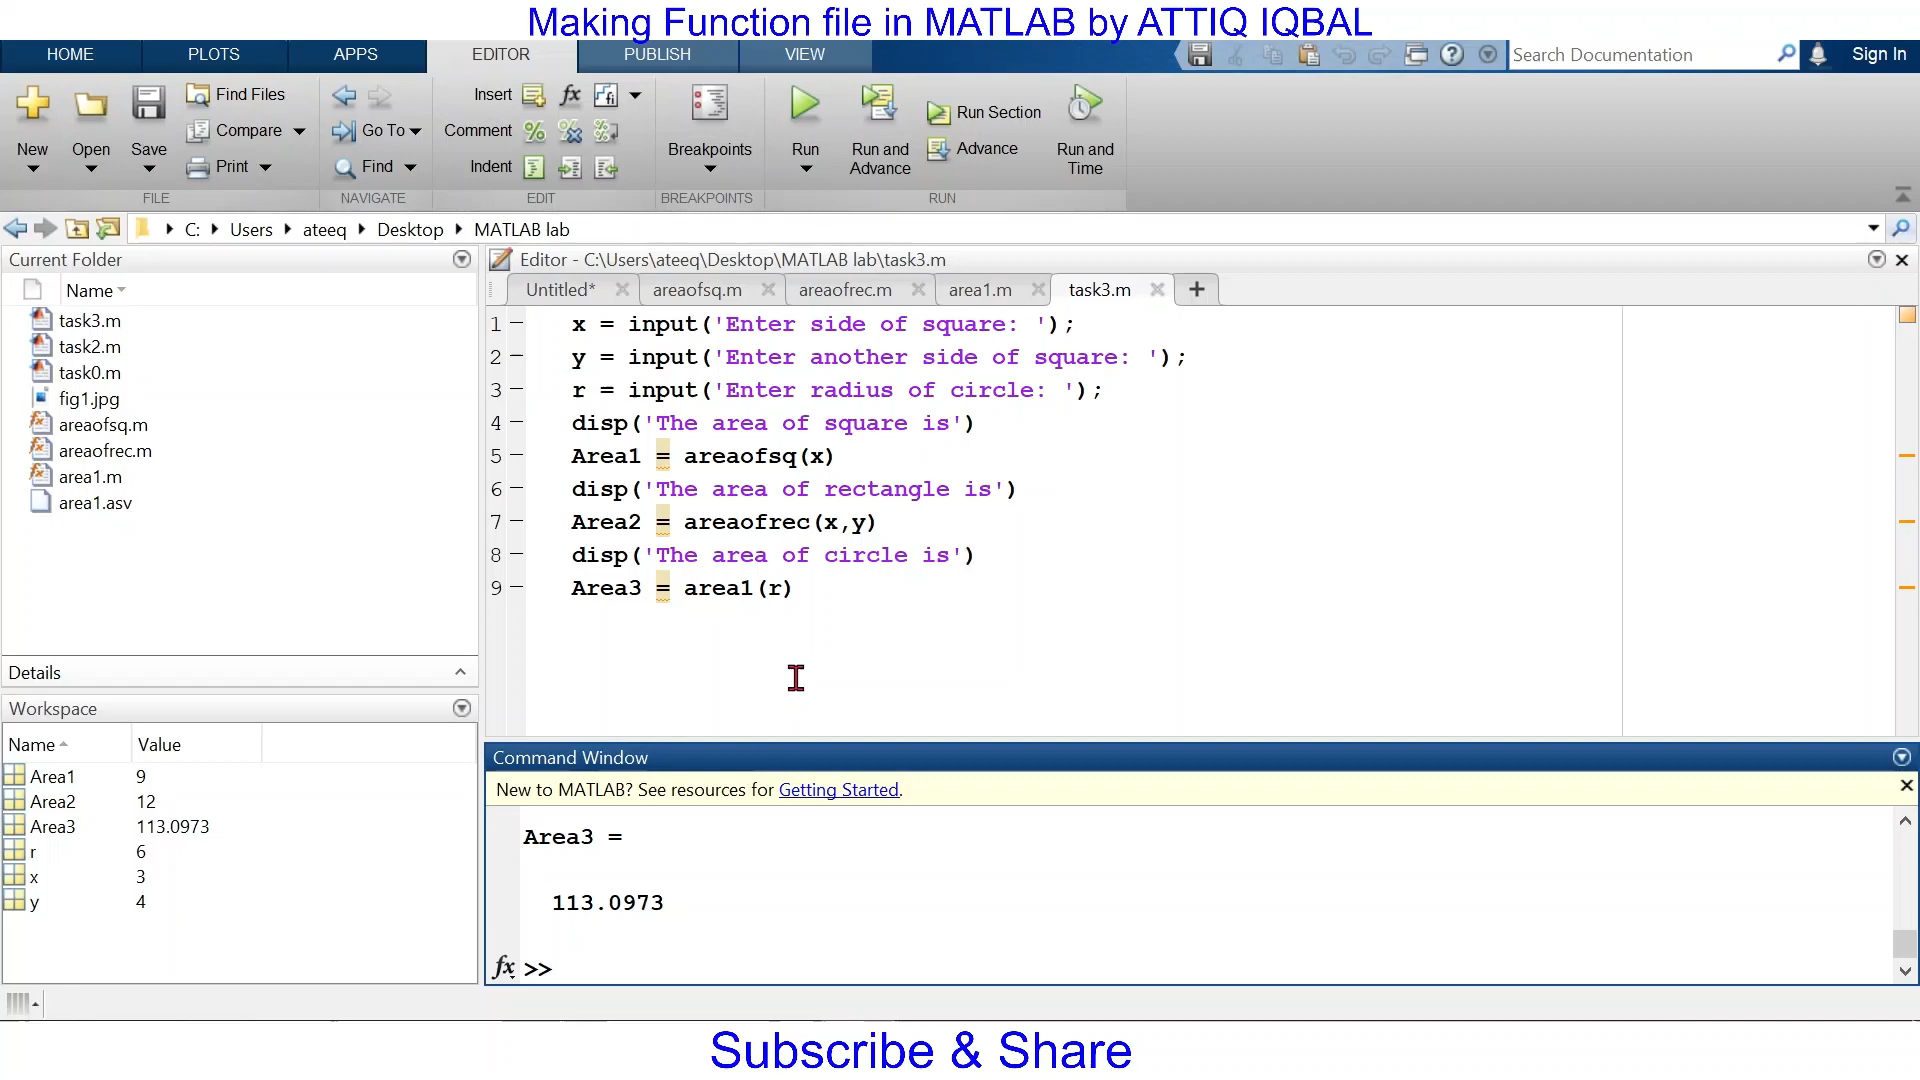 Making Function file in MATLAB by ATTIQ IQBAL
HOME PLOTS APPS EDITOR PUBLISH VIEW Search Documentation Sign In
New Open Save Find Files Compare Print
FILE
Go To Find
NAVIGATE
Insert fx fi
Comment % % %
Indent
EDIT
Breakpoints
BREAKPOINTS
Run Run and Advance Run Section Advance Run and Time
RUN
C: Users ateeq Desktop MATLAB lab
Current Folder
Name
task3.m
task2.m
task0.m
fig1.jpg
areaofsq.m
areaofrec.m
area1.m
area1.asv
Details
Workspace
Name Value
Area1 9
Area2 12
Area3 113.0973
r 6
x 3
y 4
Editor - C:\Users\ateeq\Desktop\MATLAB lab\task3.m
Untitled* areaofsq.m areaofrec.m area1.m task3.m +
1 – x = input('Enter side of square: ');
2 – y = input('Enter another side of square: ');
3 – r = input('Enter radius of circle: ');
4 – disp('The area of square is')
5 – Area1 = areaofsq(x)
6 – disp('The area of rectangle is')
7 – Area2 = areaofrec(x,y)
8 – disp('The area of circle is')
9 – Area3 = area1(r)
Command Window
New to MATLAB? See resources for Getting Started.
Area3 =
113.0973
fx >>
Subscribe & Share